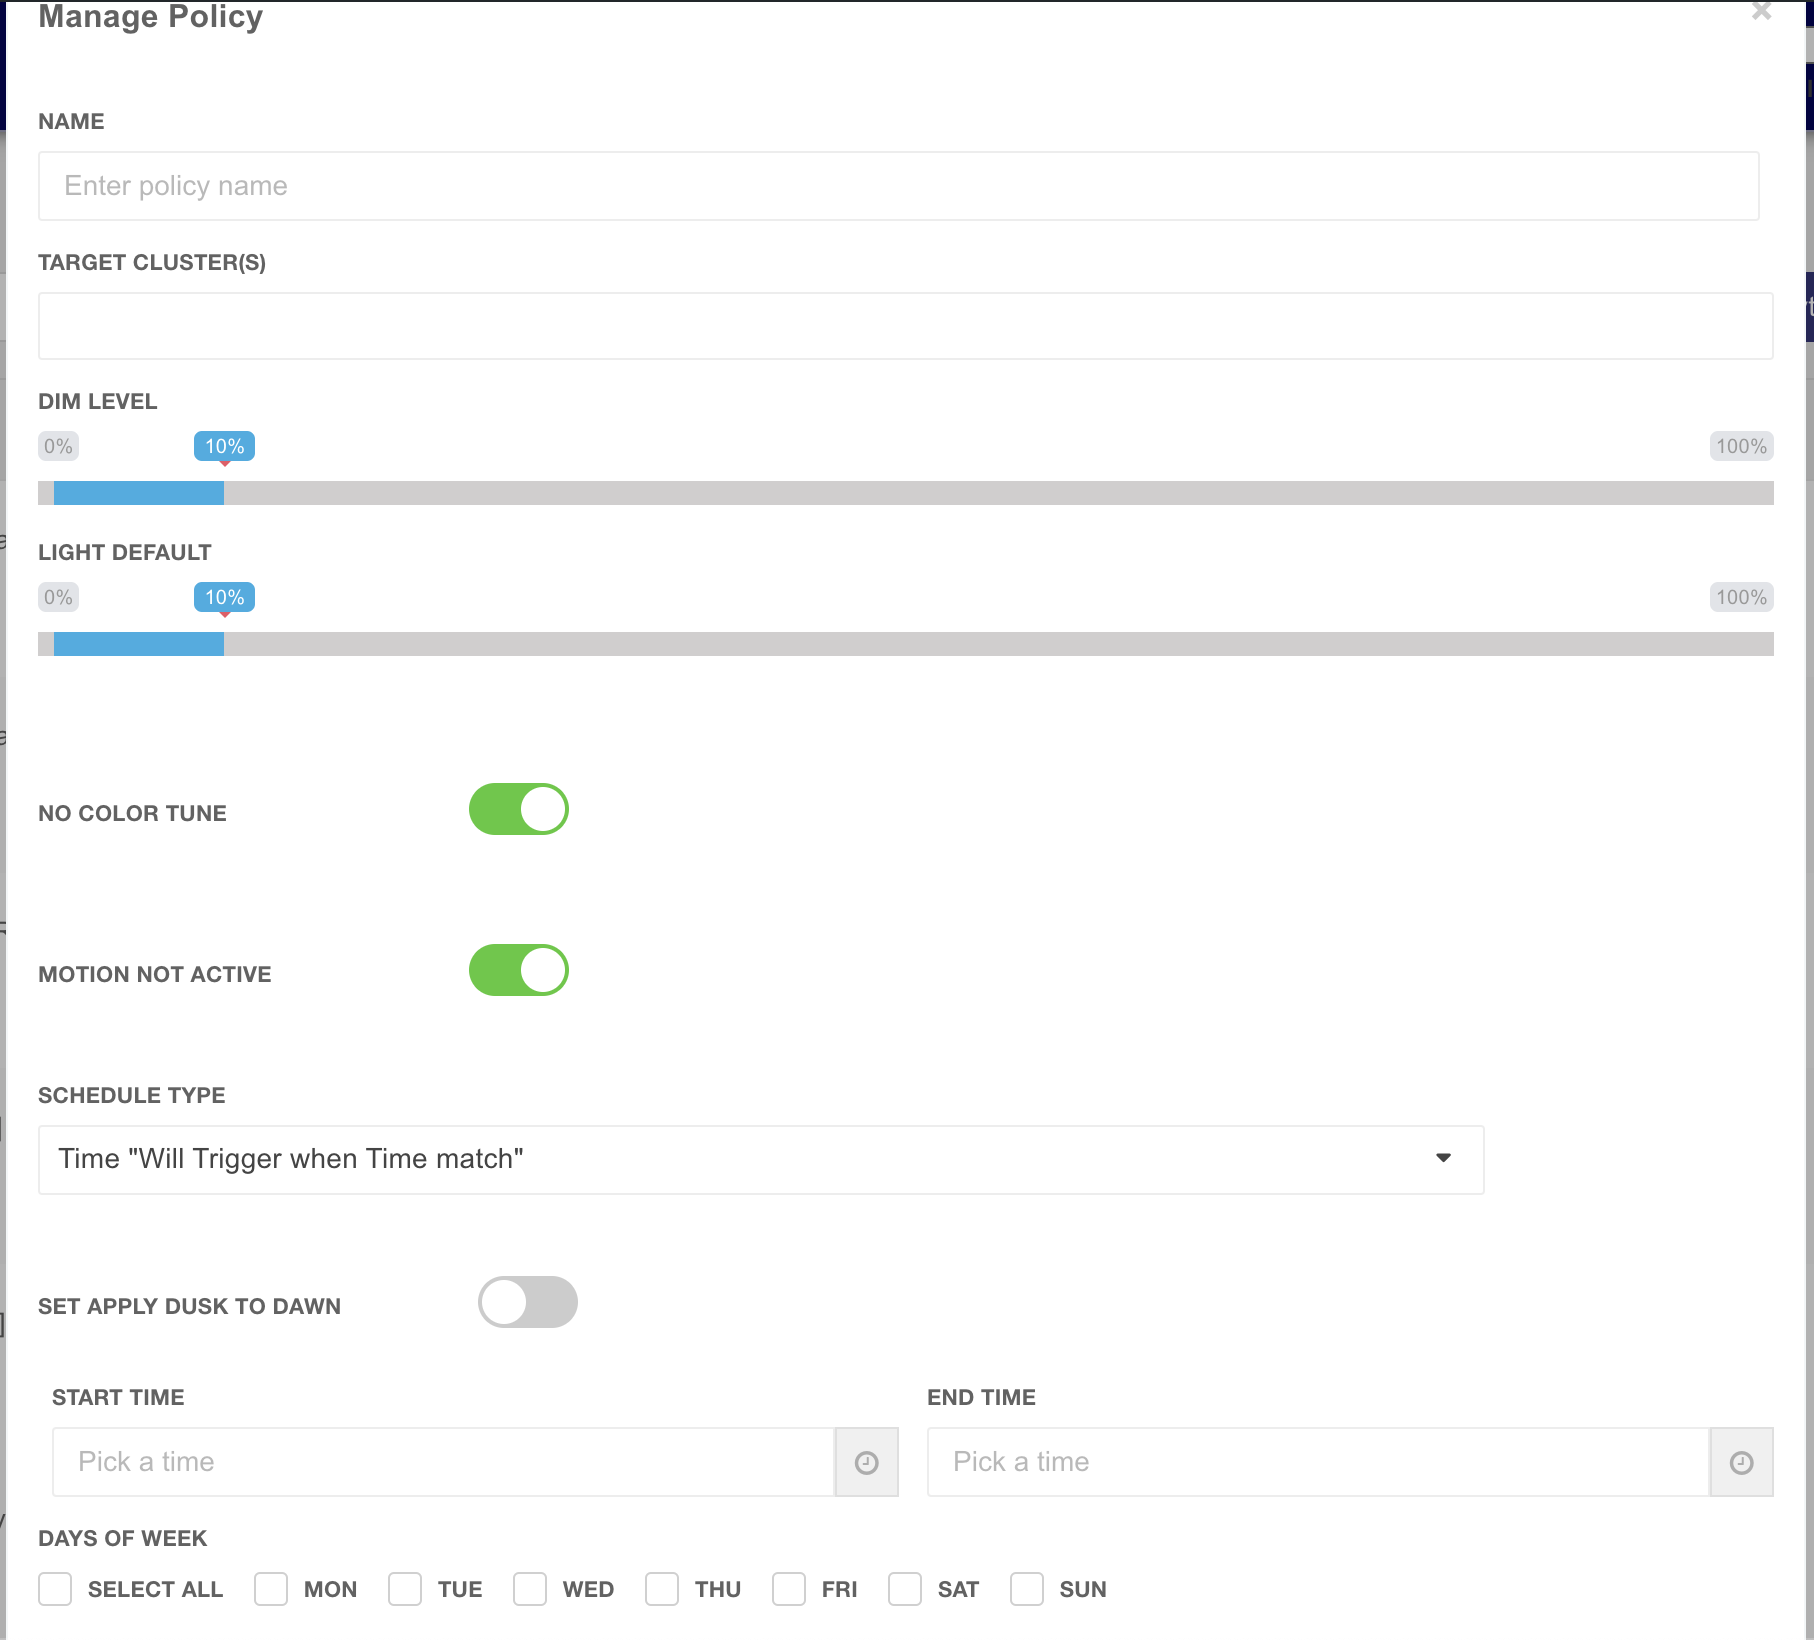 Manage Policy
×
NAME
Enter policy name
TARGET CLUSTER(S)
DIM LEVEL
0% 10% 100%
LIGHT DEFAULT
0% 10% 100%
NO COLOR TUNE
MOTION NOT ACTIVE
SCHEDULE TYPE
Time "Will Trigger when Time match"
SET APPLY DUSK TO DAWN
START TIME END TIME
Pick a time Pick a time
DAYS OF WEEK
SELECT ALL MON TUE WED THU FRI SAT SUN